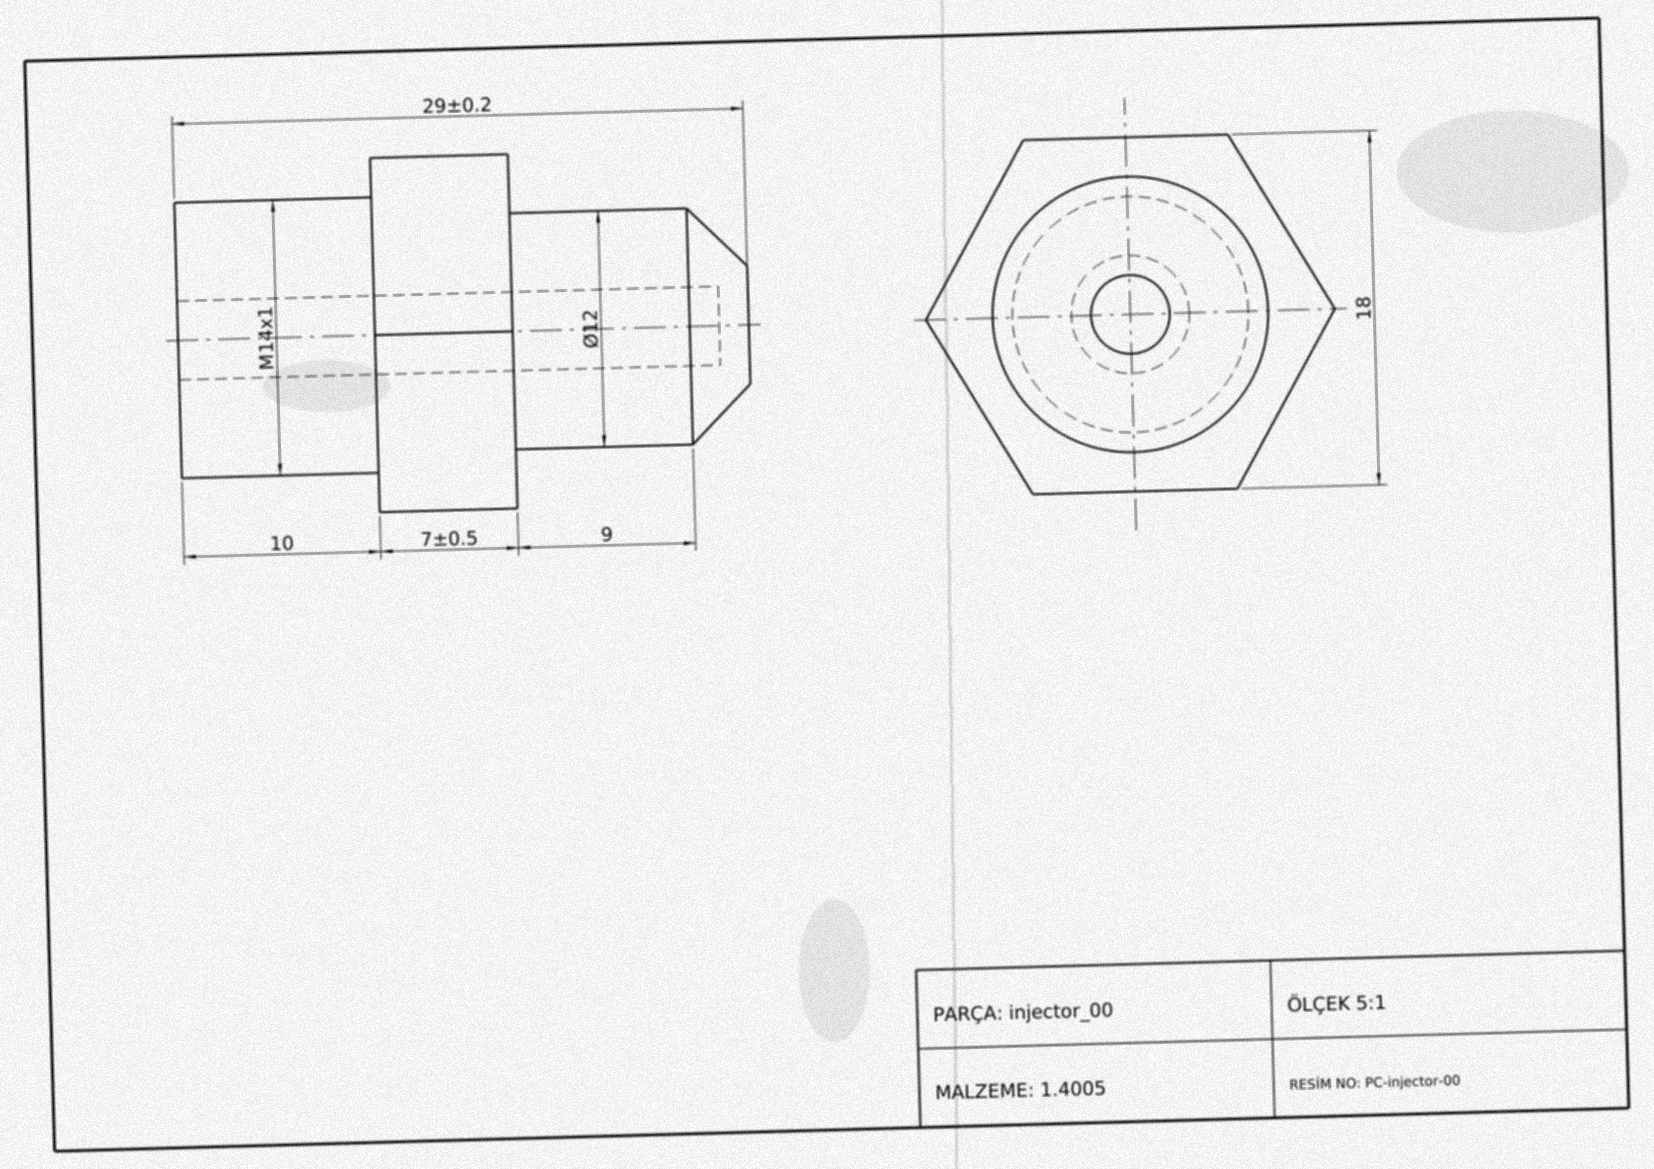 29±0.2
M14x1
Ø12
18
10
7±0.5
9
PARÇA: injector_00
ÖLÇEK 5:1
MALZEME: 1.4005
RESİM NO: PC-injector-00